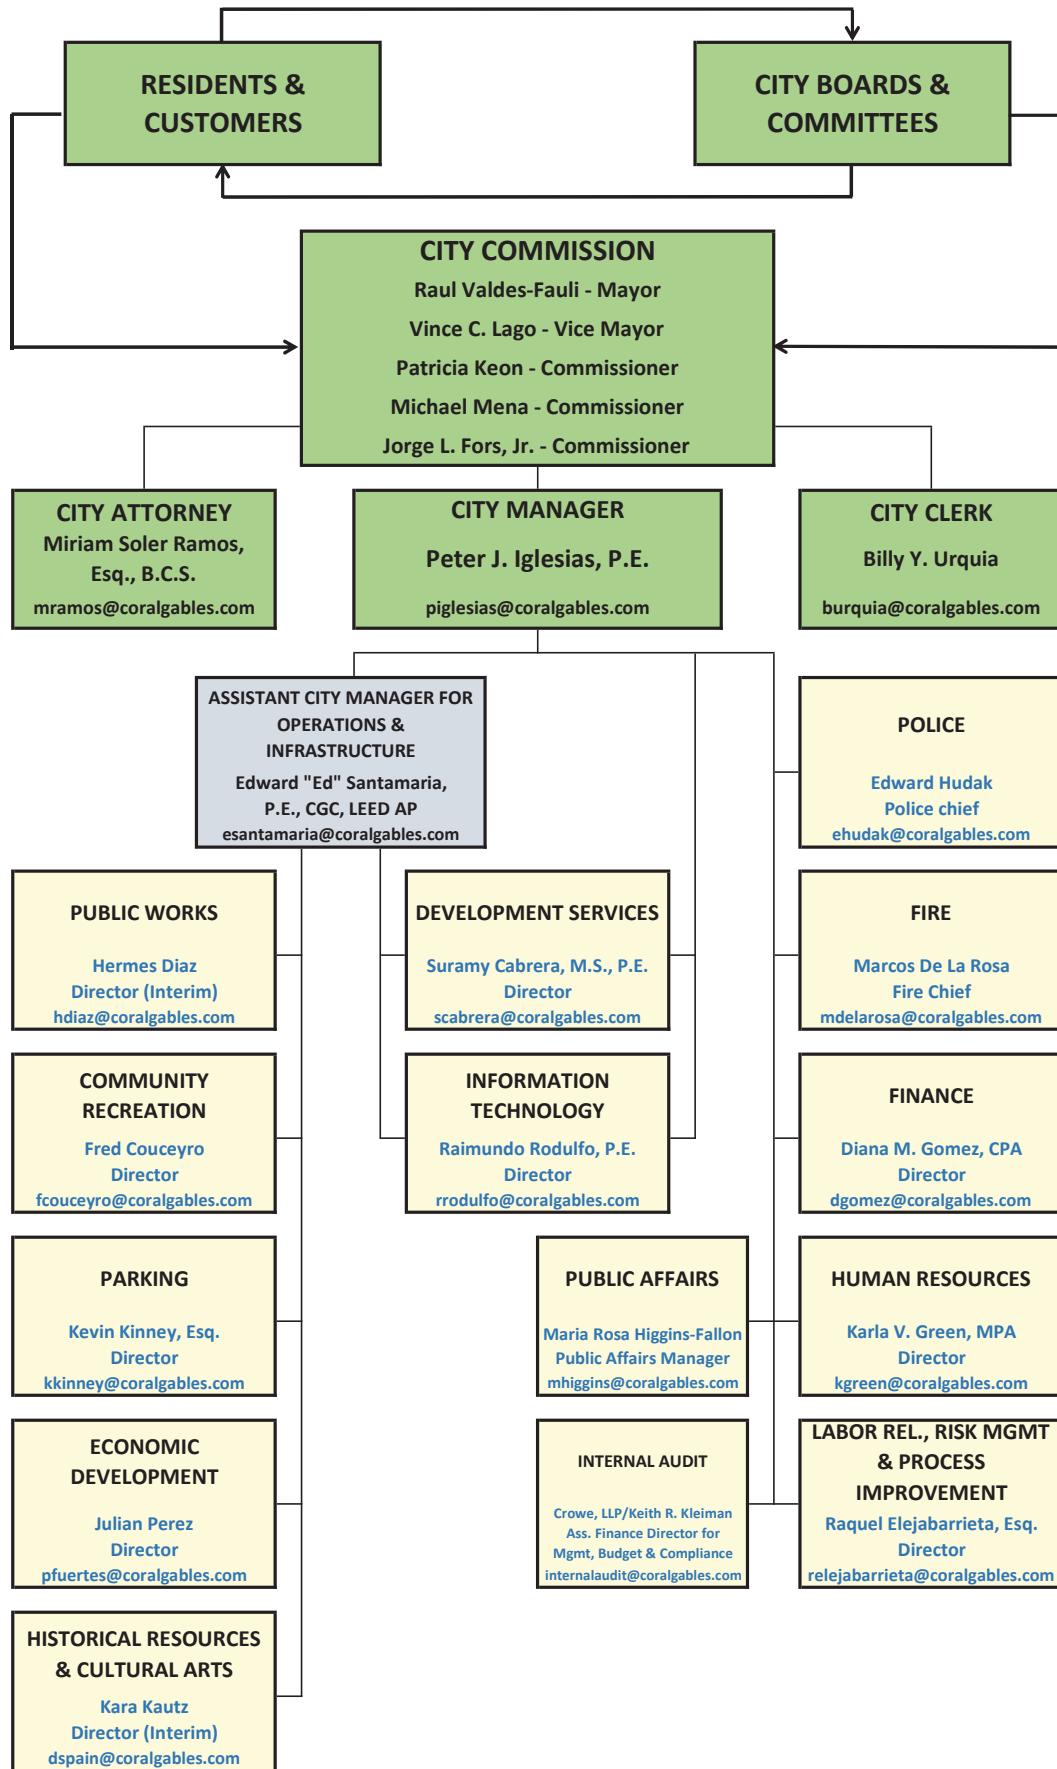 RESIDENTS &
CUSTOMERS
CITY BOARDS &
COMMITTEES
CITY COMMISSION
Raul Valdes-Fauli - Mayor
Vince C. Lago - Vice Mayor
Patricia Keon - Commissioner
Michael Mena - Commissioner
Jorge L. Fors, Jr. - Commissioner
CITY ATTORNEY
Miriam Soler Ramos,
Esq., B.C.S.
mramos@coralgables.com
CITY MANAGER
Peter J. Iglesias, P.E.
piglesias@coralgables.com
CITY CLERK
Billy Y. Urquia
burquia@coralgables.com
ASSISTANT CITY MANAGER FOR
OPERATIONS &
INFRASTRUCTURE
Edward "Ed" Santamaria,
P.E., CGC, LEED AP
esantamaria@coralgables.com
POLICE
Edward Hudak
Police chief
ehudak@coralgables.com
PUBLIC WORKS
Hermes Diaz
Director (Interim)
hdiaz@coralgables.com
DEVELOPMENT SERVICES
Suramy Cabrera, M.S., P.E.
Director
scabrera@coralgables.com
FIRE
Marcos De La Rosa
Fire Chief
mdelarosa@coralgables.com
COMMUNITY
RECREATION
Fred Couceyro
Director
fcouceyro@coralgables.com
INFORMATION
TECHNOLOGY
Raimundo Rodulfo, P.E.
Director
rrodulfo@coralgables.com
FINANCE
Diana M. Gomez, CPA
Director
dgomez@coralgables.com
PARKING
Kevin Kinney, Esq.
Director
kkinney@coralgables.com
PUBLIC AFFAIRS
Maria Rosa Higgins-Fallon
Public Affairs Manager
mhiggins@coralgables.com
HUMAN RESOURCES
Karla V. Green, MPA
Director
kgreen@coralgables.com
ECONOMIC
DEVELOPMENT
Julian Perez
Director
pfuertes@coralgables.com
INTERNAL AUDIT
Crowe, LLP/Keith R. Kleiman
Ass. Finance Director for
Mgmt, Budget & Compliance
internalaudit@coralgables.com
LABOR REL., RISK MGMT
& PROCESS
IMPROVEMENT
Raquel Elejabarrieta, Esq.
Director
relejabarrieta@coralgables.com
HISTORICAL RESOURCES
& CULTURAL ARTS
Kara Kautz
Director (Interim)
dspain@coralgables.com